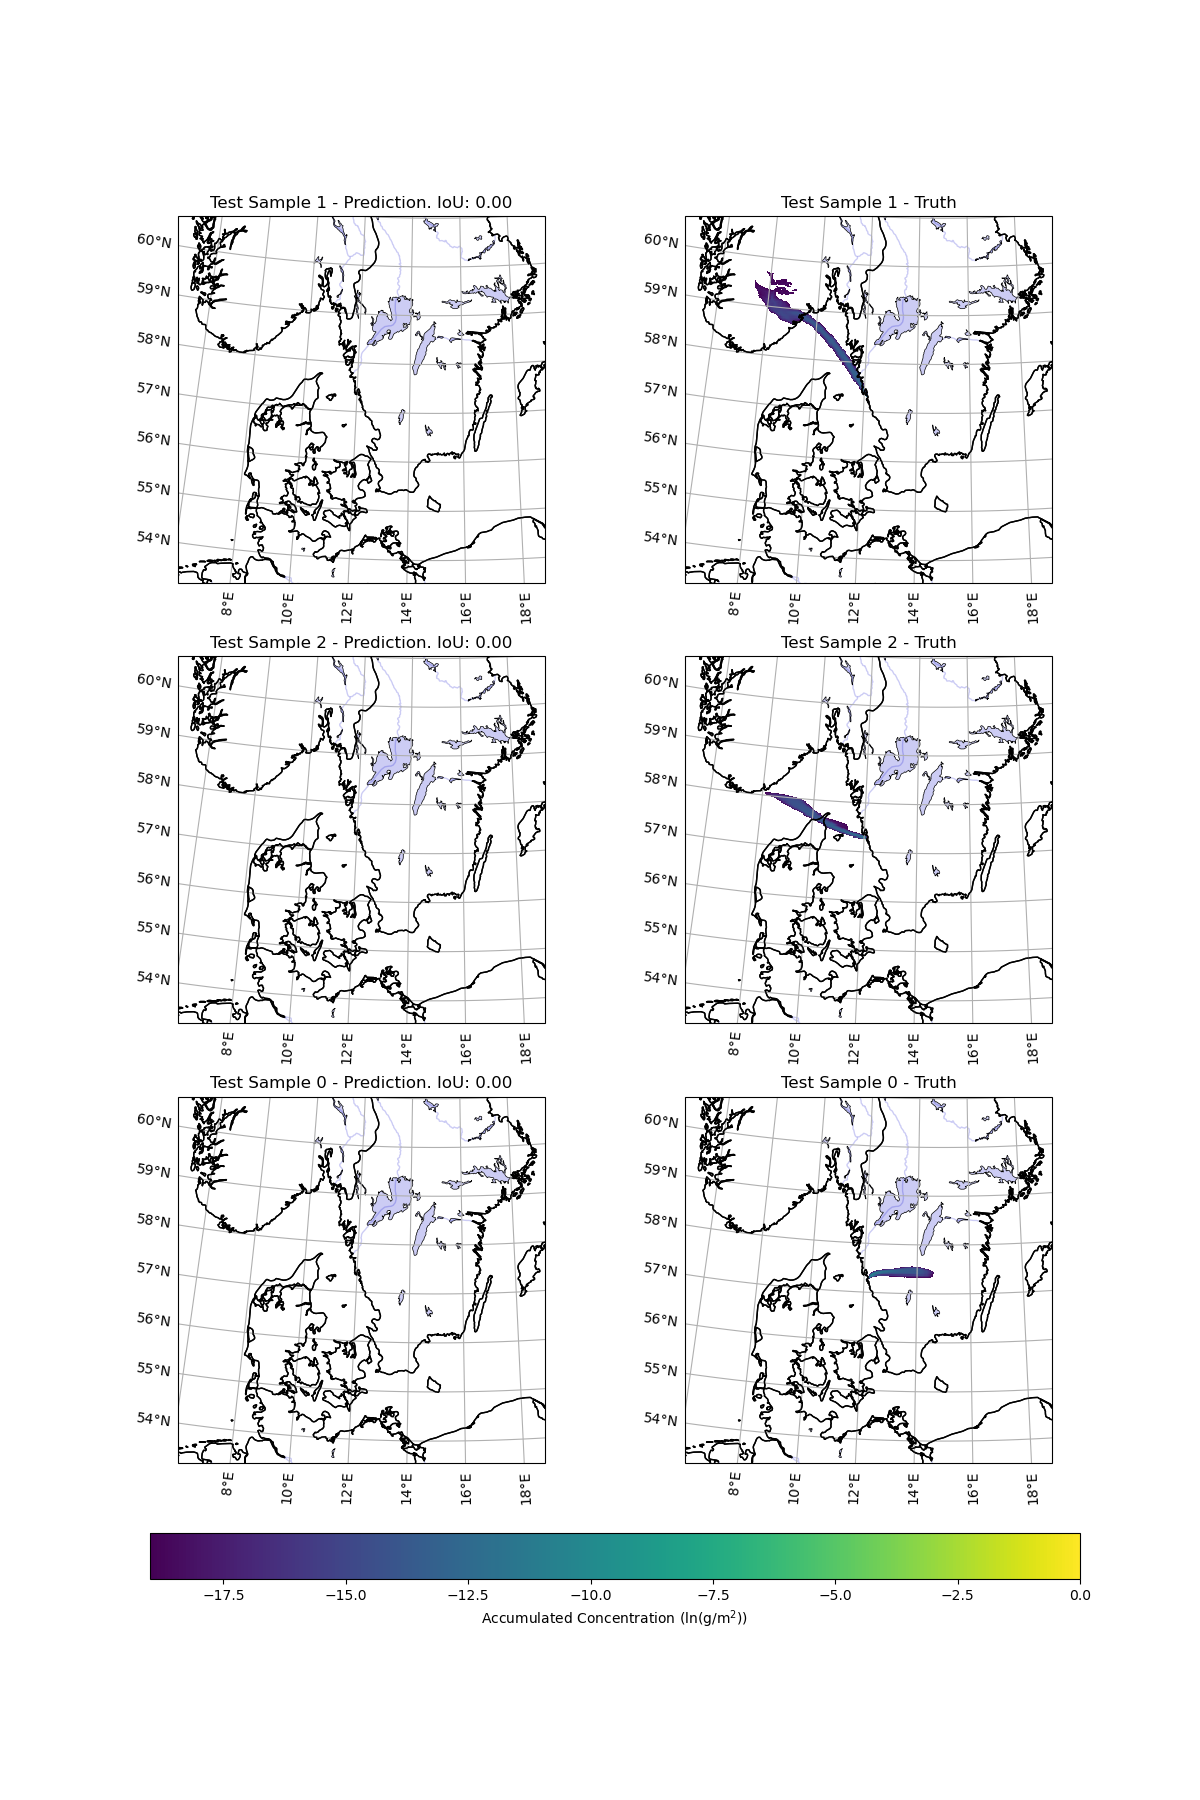 Test Sample 1 - Prediction. IoU: 0.00
60°N
59°N
58°N
57°N
56°N
55°N
54°N
8°E
10°E
12°E
14°E
16°E
18°E
Test Sample 1 - Truth
60°N
59°N
58°N
57°N
56°N
55°N
54°N
8°E
10°E
12°E
14°E
16°E
18°E
Test Sample 2 - Prediction. IoU: 0.00
60°N
59°N
58°N
57°N
56°N
55°N
54°N
8°E
10°E
12°E
14°E
16°E
18°E
Test Sample 2 - Truth
60°N
59°N
58°N
57°N
56°N
55°N
54°N
8°E
10°E
12°E
14°E
16°E
18°E
Test Sample 0 - Prediction. IoU: 0.00
60°N
59°N
58°N
57°N
56°N
55°N
54°N
8°E
10°E
12°E
14°E
16°E
18°E
Test Sample 0 - Truth
60°N
59°N
58°N
57°N
56°N
55°N
54°N
8°E
10°E
12°E
14°E
16°E
18°E
−17.5 −15.0 −12.5 −10.0 −7.5 −5.0 −2.5 0.0
Accumulated Concentration (ln(g/m²))